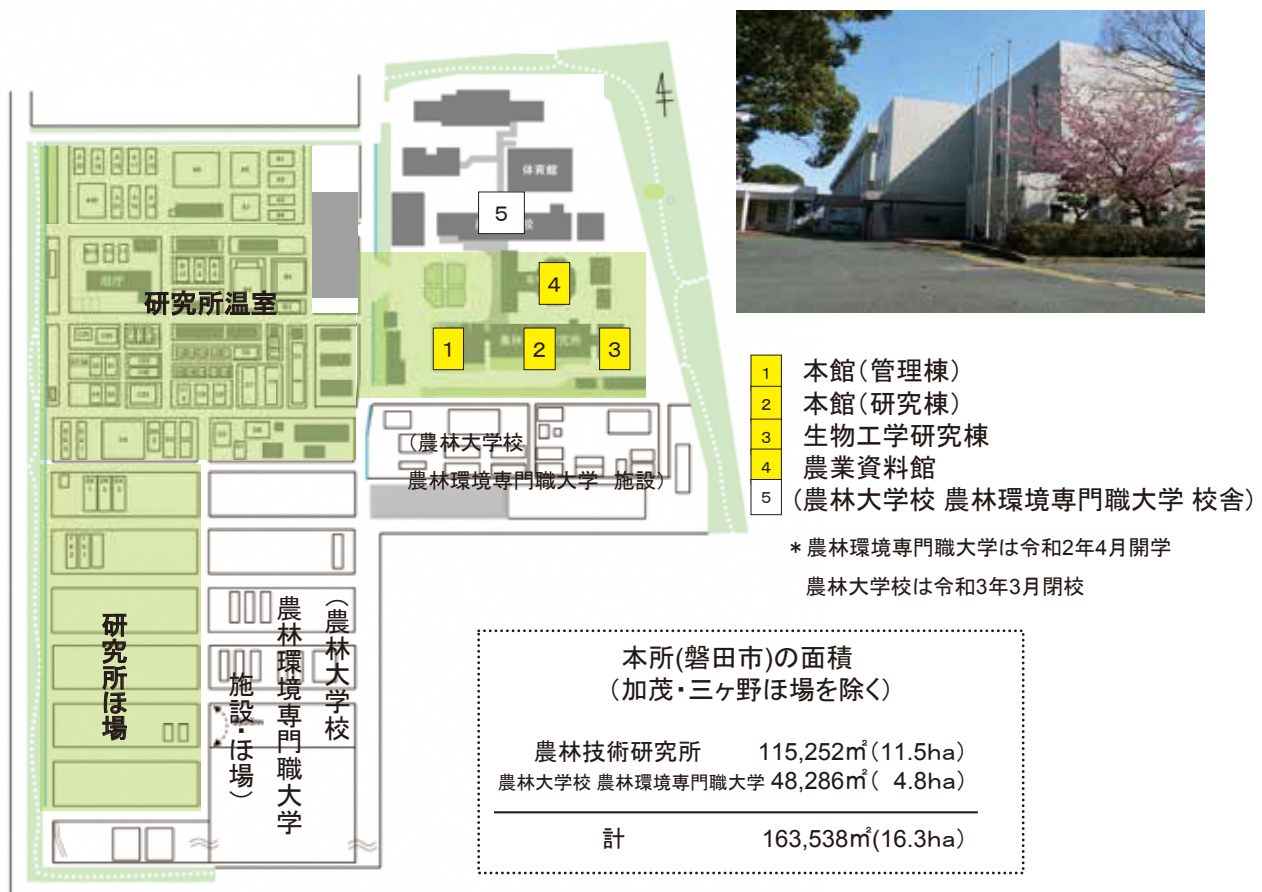 体育館
5
研究所温室
4
1
2
3
(農林大学校
農林環境専門職大学 施設)
研究所ほ場
(農林大学校
農林環境専門職大学
施設・ほ場)
1 本館(管理棟)
2 本館(研究棟)
3 生物工学研究棟
4 農業資料館
5 (農林大学校 農林環境専門職大学 校舎)
*農林環境専門職大学は令和2年4月開学
農林大学校は令和3年3月閉校
本所(磐田市)の面積
(加茂・三ヶ野ほ場を除く)
農林技術研究所 115,252㎡(11.5ha)
農林大学校 農林環境専門職大学 48,286㎡( 4.8ha)
計 163,538㎡(16.3ha)